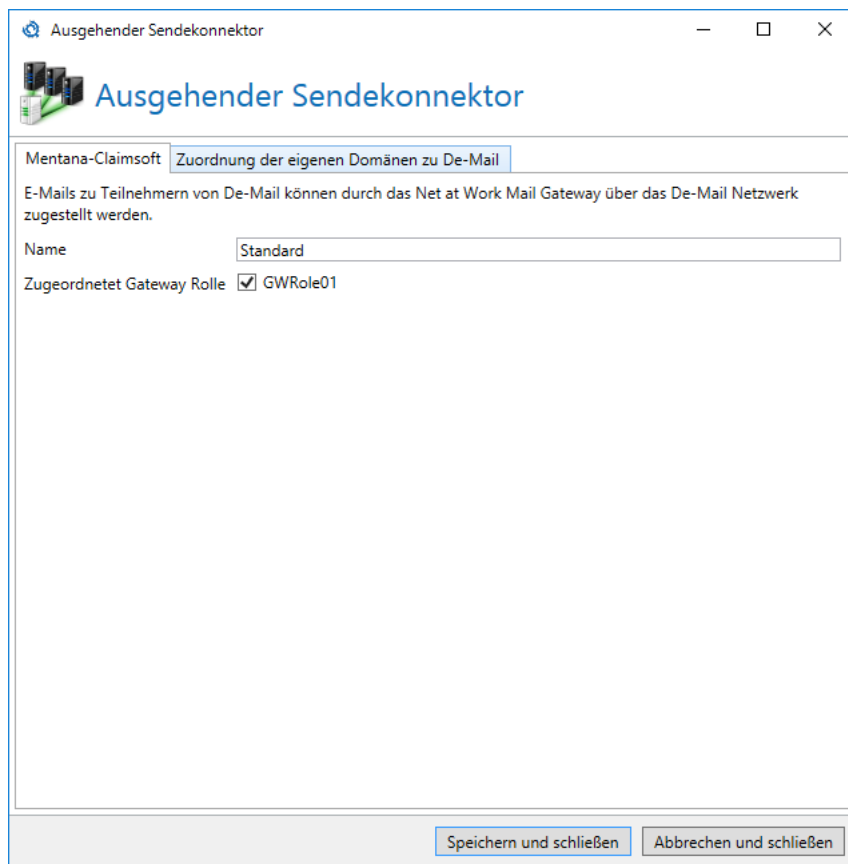 Ausgehender Sendekonnektor
Ausgehender Sendekonnektor
Mentana-Claimsoft Zuordnung der eigenen Domänen zu De-Mail
E-Mails zu Teilnehmern von De-Mail können durch das Net at Work Mail Gateway über das De-Mail Netzwerk
zugestellt werden.
Name Standard
Zugeordnetet Gateway Rolle GWRole01
Speichern und schließen Abbrechen und schließen